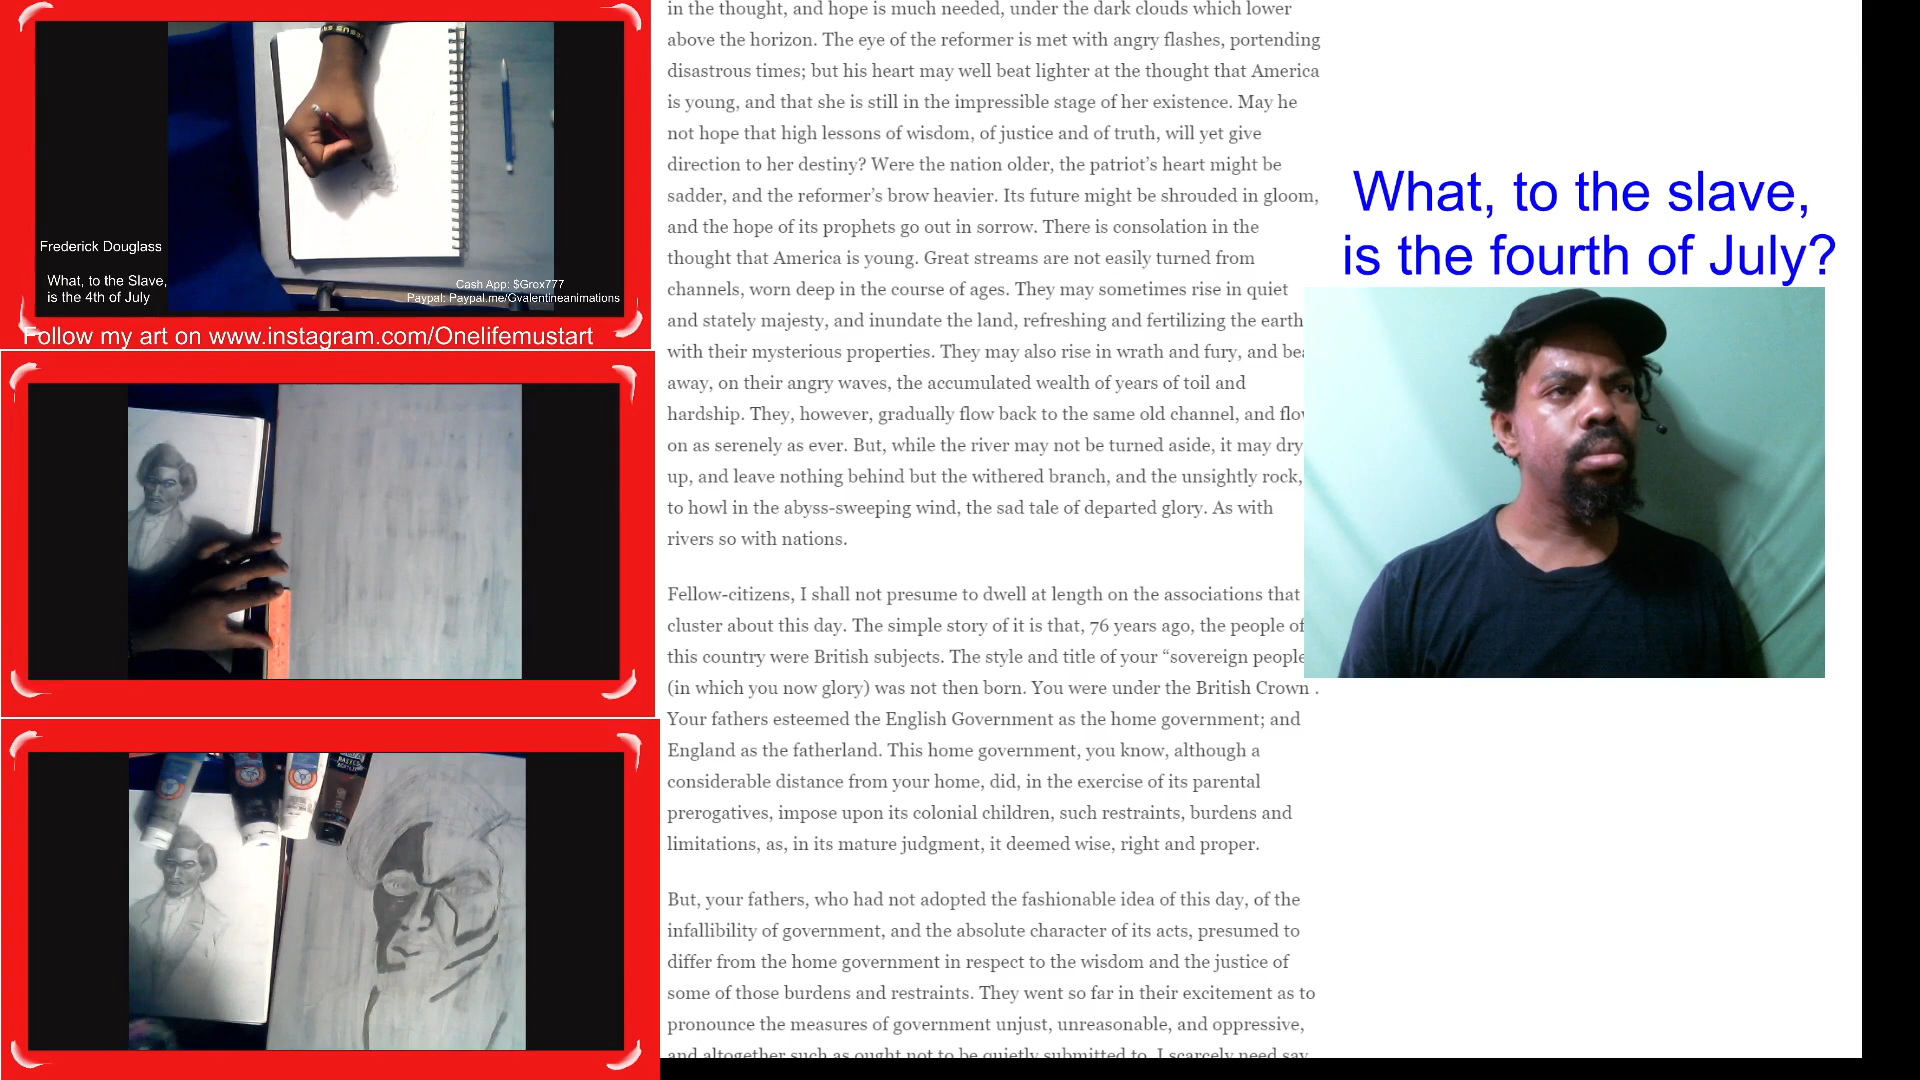 Frederick Douglass
What, to the Slave,
is the 4th of July
Cash App: $Grox777
Paypal: Paypal.me/Gvalentineanimations
Follow my art on www.instagram.com/Onelifemustart
in the thought, and hope is much needed, under the dark clouds which lower
above the horizon. The eye of the reformer is met with angry flashes, portending
disastrous times; but his heart may well beat lighter at the thought that America
is young, and that she is still in the impressible stage of her existence. May he
not hope that high lessons of wisdom, of justice and of truth, will yet give
direction to her destiny? Were the nation older, the patriot’s heart might be
sadder, and the reformer’s brow heavier. Its future might be shrouded in gloom,
and the hope of its prophets go out in sorrow. There is consolation in the
thought that America is young. Great streams are not easily turned from
channels, worn deep in the course of ages. They may sometimes rise in quiet
and stately majesty, and inundate the land, refreshing and fertilizing the earth
with their mysterious properties. They may also rise in wrath and fury, and bea
away, on their angry waves, the accumulated wealth of years of toil and
hardship. They, however, gradually flow back to the same old channel, and flow
on as serenely as ever. But, while the river may not be turned aside, it may dry
up, and leave nothing behind but the withered branch, and the unsightly rock,
to howl in the abyss-sweeping wind, the sad tale of departed glory. As with
rivers so with nations.
Fellow-citizens, I shall not presume to dwell at length on the associations that
cluster about this day. The simple story of it is that, 76 years ago, the people of
this country were British subjects. The style and title of your “sovereign people
(in which you now glory) was not then born. You were under the British Crown .
Your fathers esteemed the English Government as the home government; and
England as the fatherland. This home government, you know, although a
considerable distance from your home, did, in the exercise of its parental
prerogatives, impose upon its colonial children, such restraints, burdens and
limitations, as, in its mature judgment, it deemed wise, right and proper.
But, your fathers, who had not adopted the fashionable idea of this day, of the
infallibility of government, and the absolute character of its acts, presumed to
differ from the home government in respect to the wisdom and the justice of
some of those burdens and restraints. They went so far in their excitement as to
pronounce the measures of government unjust, unreasonable, and oppressive,
and altogether such as ought not to be quietly submitted to. I scarcely need say
What, to the slave,
is the fourth of July?